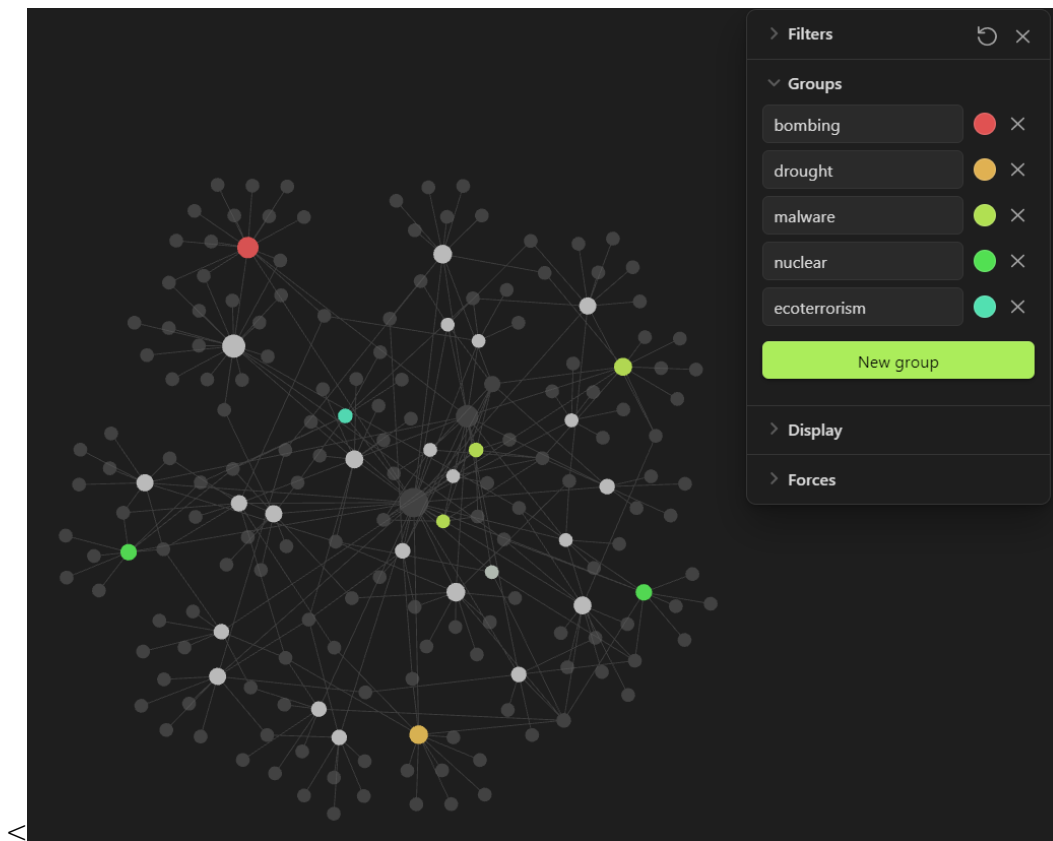 Filters
Groups
bombing
drought
malware
nuclear
ecoterrorism
New group
Display
Forces
<